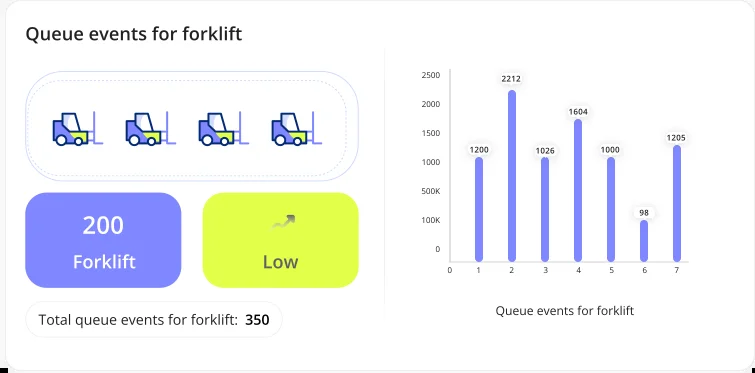 Queue events for forklift
200
Forklift
Low
Total queue events for forklift: 350
2500
2000
1500
1000
500K
100K
0
1200
2212
1026
1604
1000
98
1205
0 1 2 3 4 5 6 7
Queue events for forklift